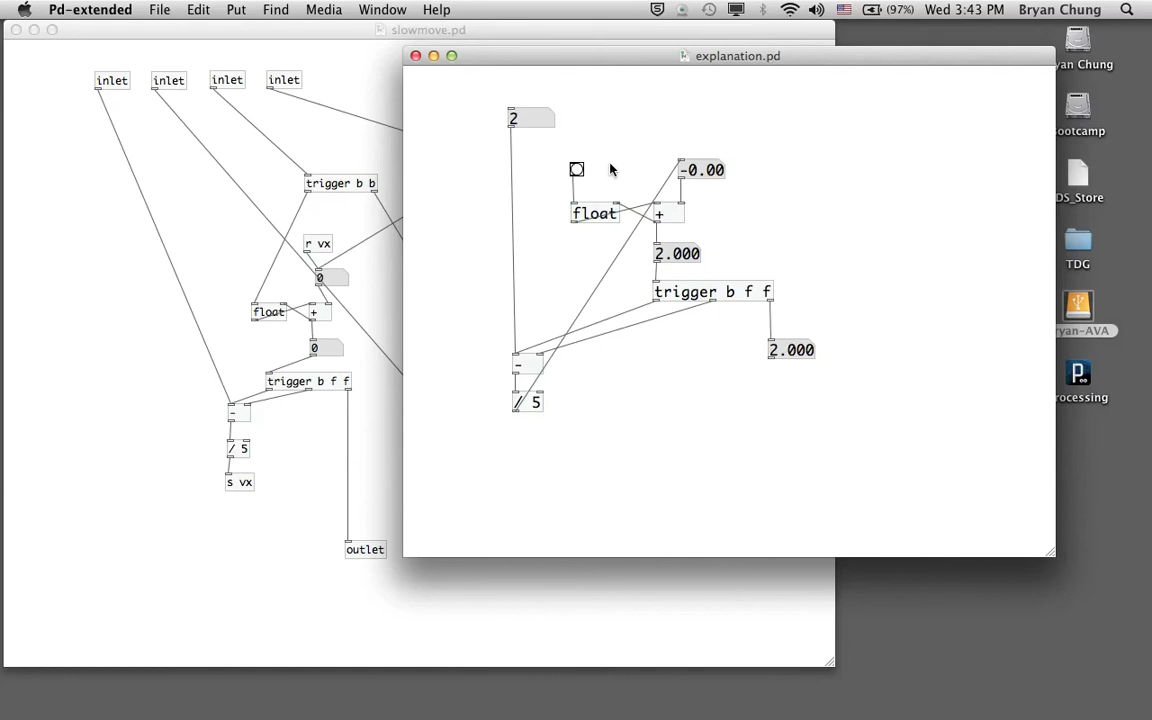 Pd-extended File Edit Put Find Media Window Help (97%) Wed 3:43 PM Bryan Chung
slowmove.pd
inlet inlet inlet inlet
trigger b b
r vx
0
float +
0
trigger b f f
-
/ 5
s vx
outlet
explanation.pd
2
-0.00
float +
2.000
trigger b f f
2.000
-
/ 5
yan Chung
ootcamp
DS_Store
TDG
ryan-AVA
rocessing